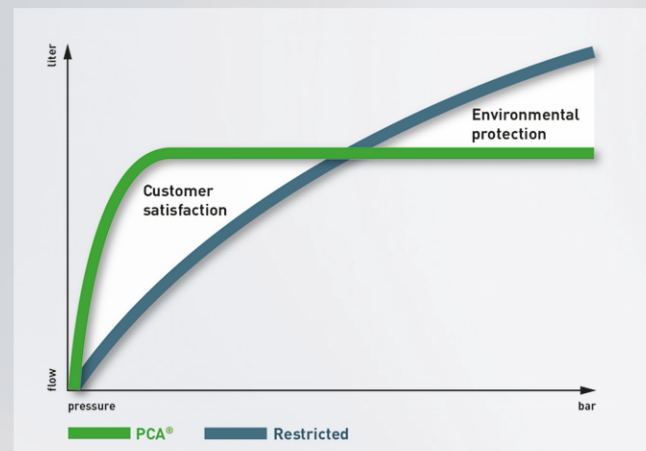 liter
Environmental
protection
Customer
satisfaction
flow
pressure
bar
PCA®
Restricted